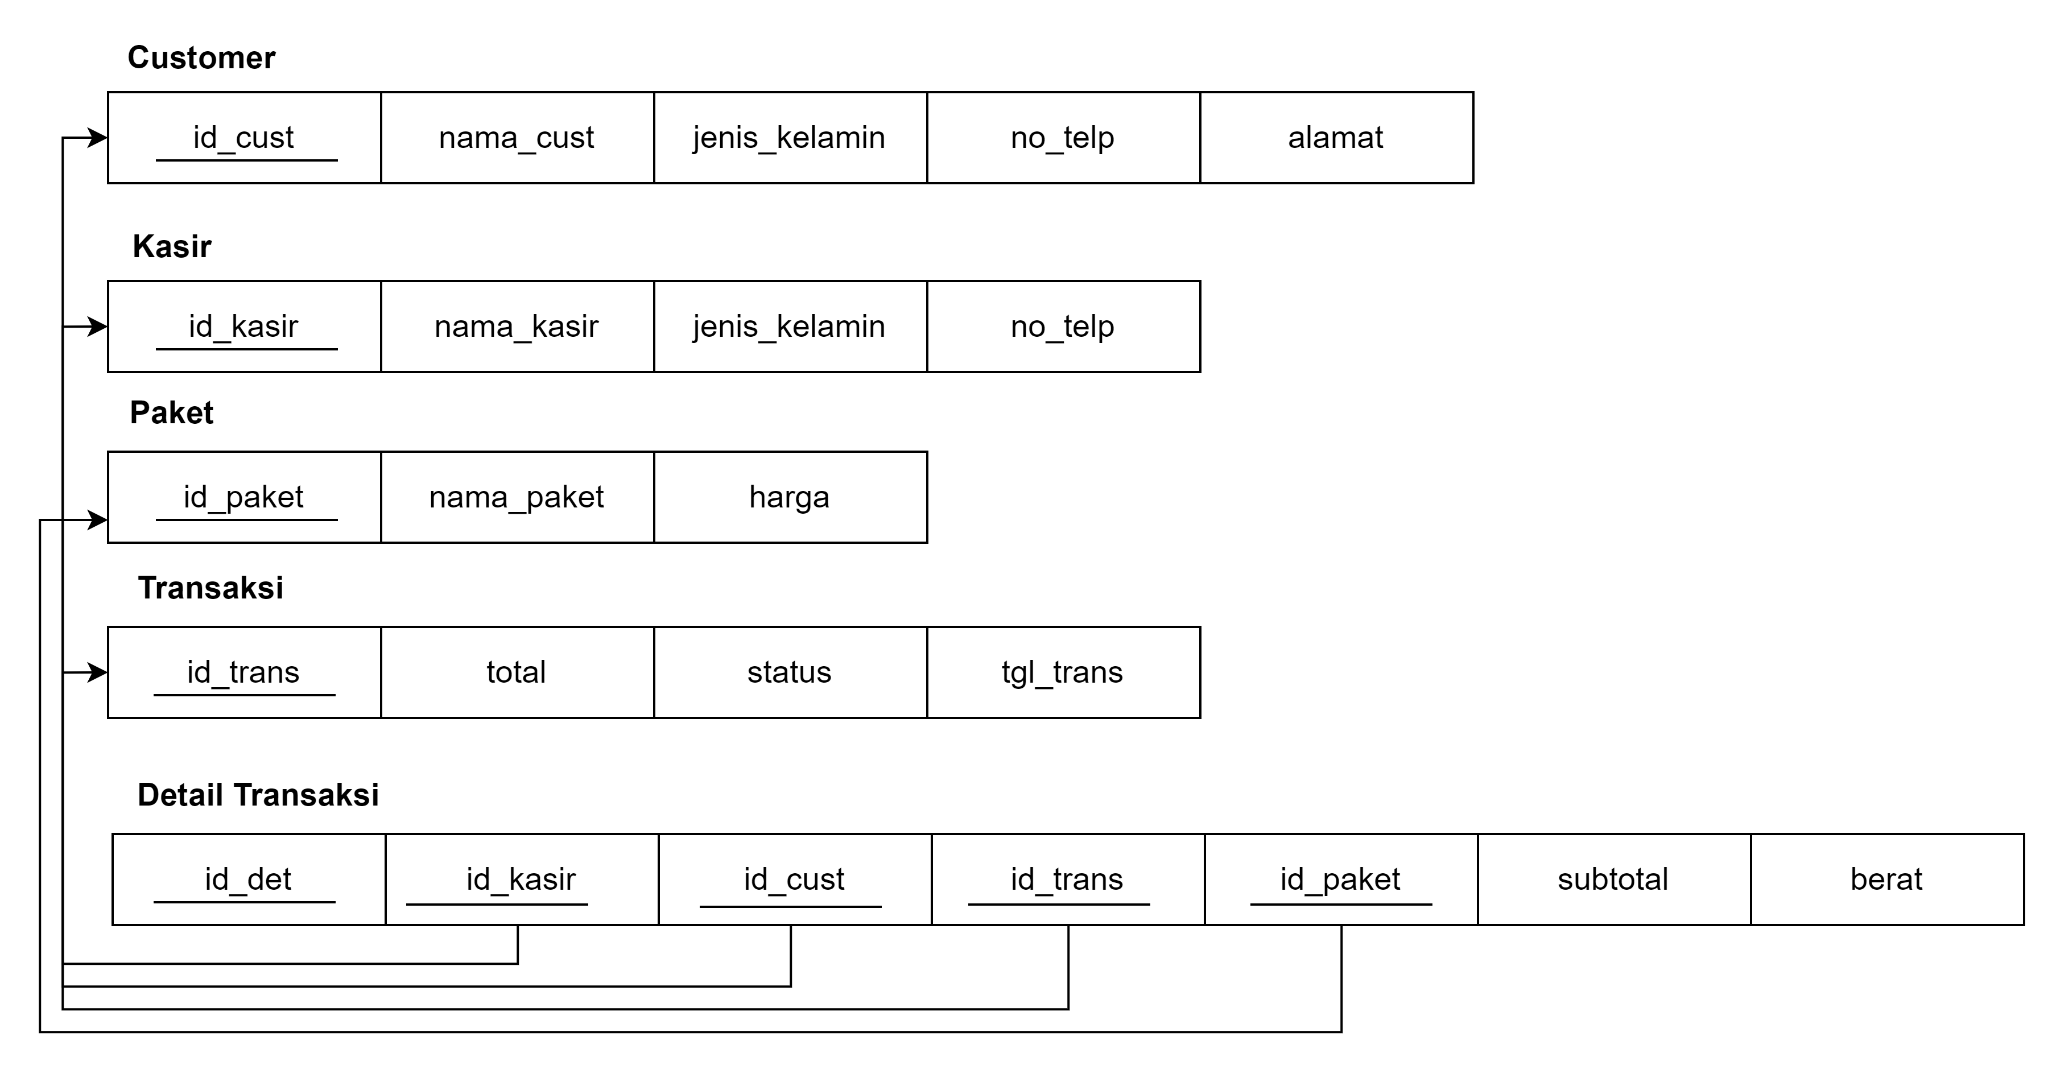 Customer
id_cust nama_cust jenis_kelamin no_telp alamat
Kasir
id_kasir nama_kasir jenis_kelamin no_telp
Paket
id_paket nama_paket harga
Transaksi
id_trans total status tgl_trans
Detail Transaksi
id_det id_kasir id_cust id_trans id_paket subtotal berat